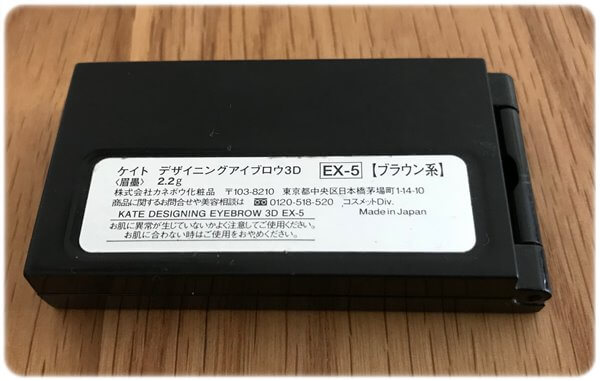 ケイト デザイニングアイブロウ3D EX-5 【ブラウン系】
〈眉墨〉 2.2g
株式会社カネボウ化粧品 〒103-8210 東京都中央区日本橋茅場町1-14-10
商品に関するお問合せや美容相談は 0120-518-520 コスメットDiv.
KATE DESIGNING EYEBROW 3D EX-5 Made in Japan
お肌に異常が生じていないかよく注意してご使用ください。
お肌に合わない時はご使用をおやめください。